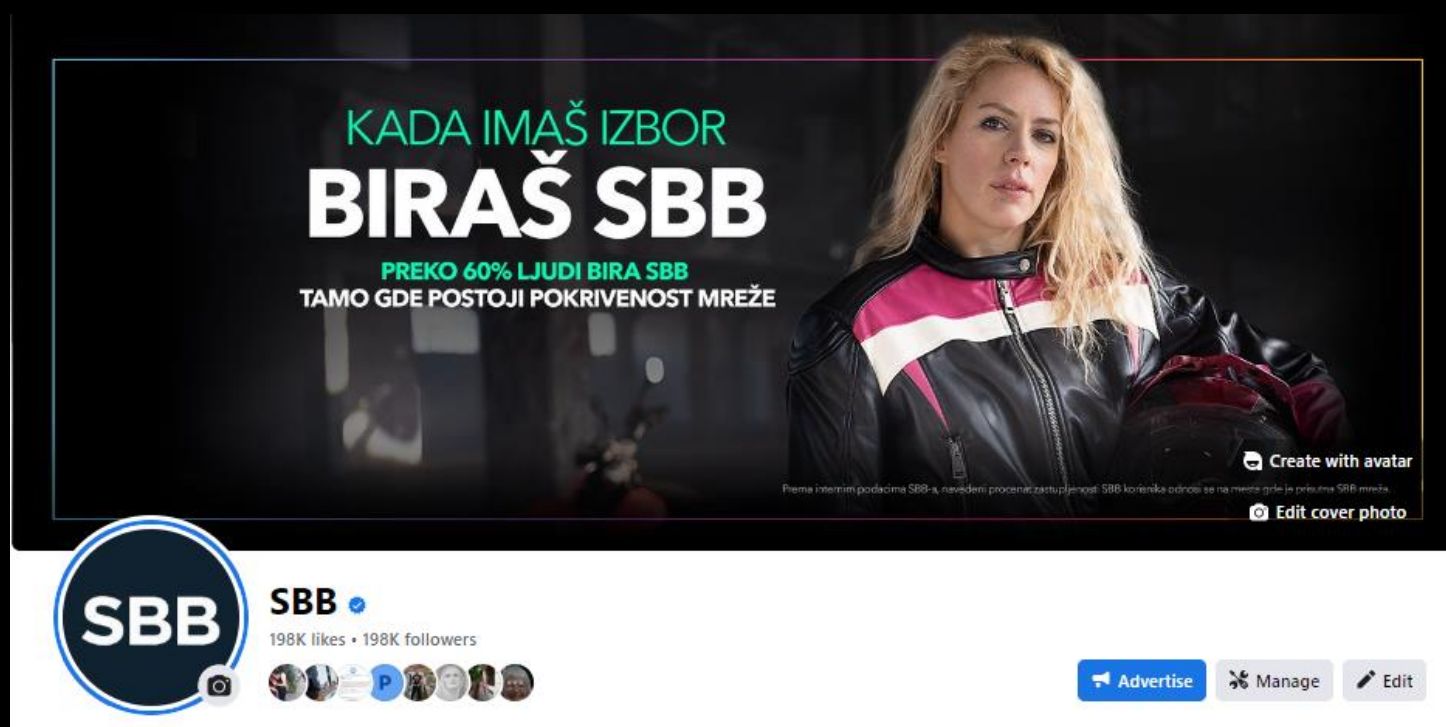 KADA IMAŠ IZBOR
BIRAŠ SBB
PREKO 60% LJUDI BIRA SBB
TAMO GDE POSTOJI POKRIVENOST MREŽE
Create with avatar
Prema internim podacima SBB-a, navedeni procenat zastupljenosti SBB korisnika odnosi se na mesta gde je prisutna SBB mreža.
Edit cover photo
SBB
SBB
198K likes • 198K followers
P
Advertise
Manage
Edit